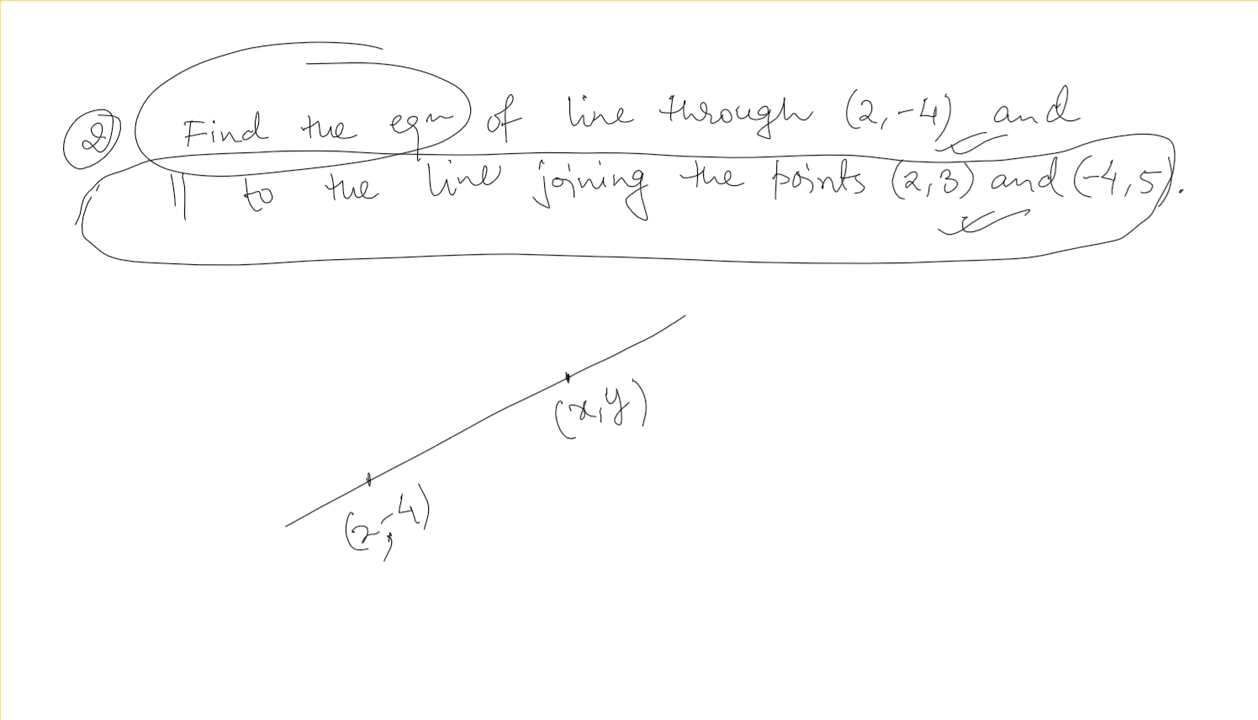 ② Find the eqn of line through (2,-4) and
|| to the line joining the points (2,3) and (-4,5).
(x,y)
(2,-4)